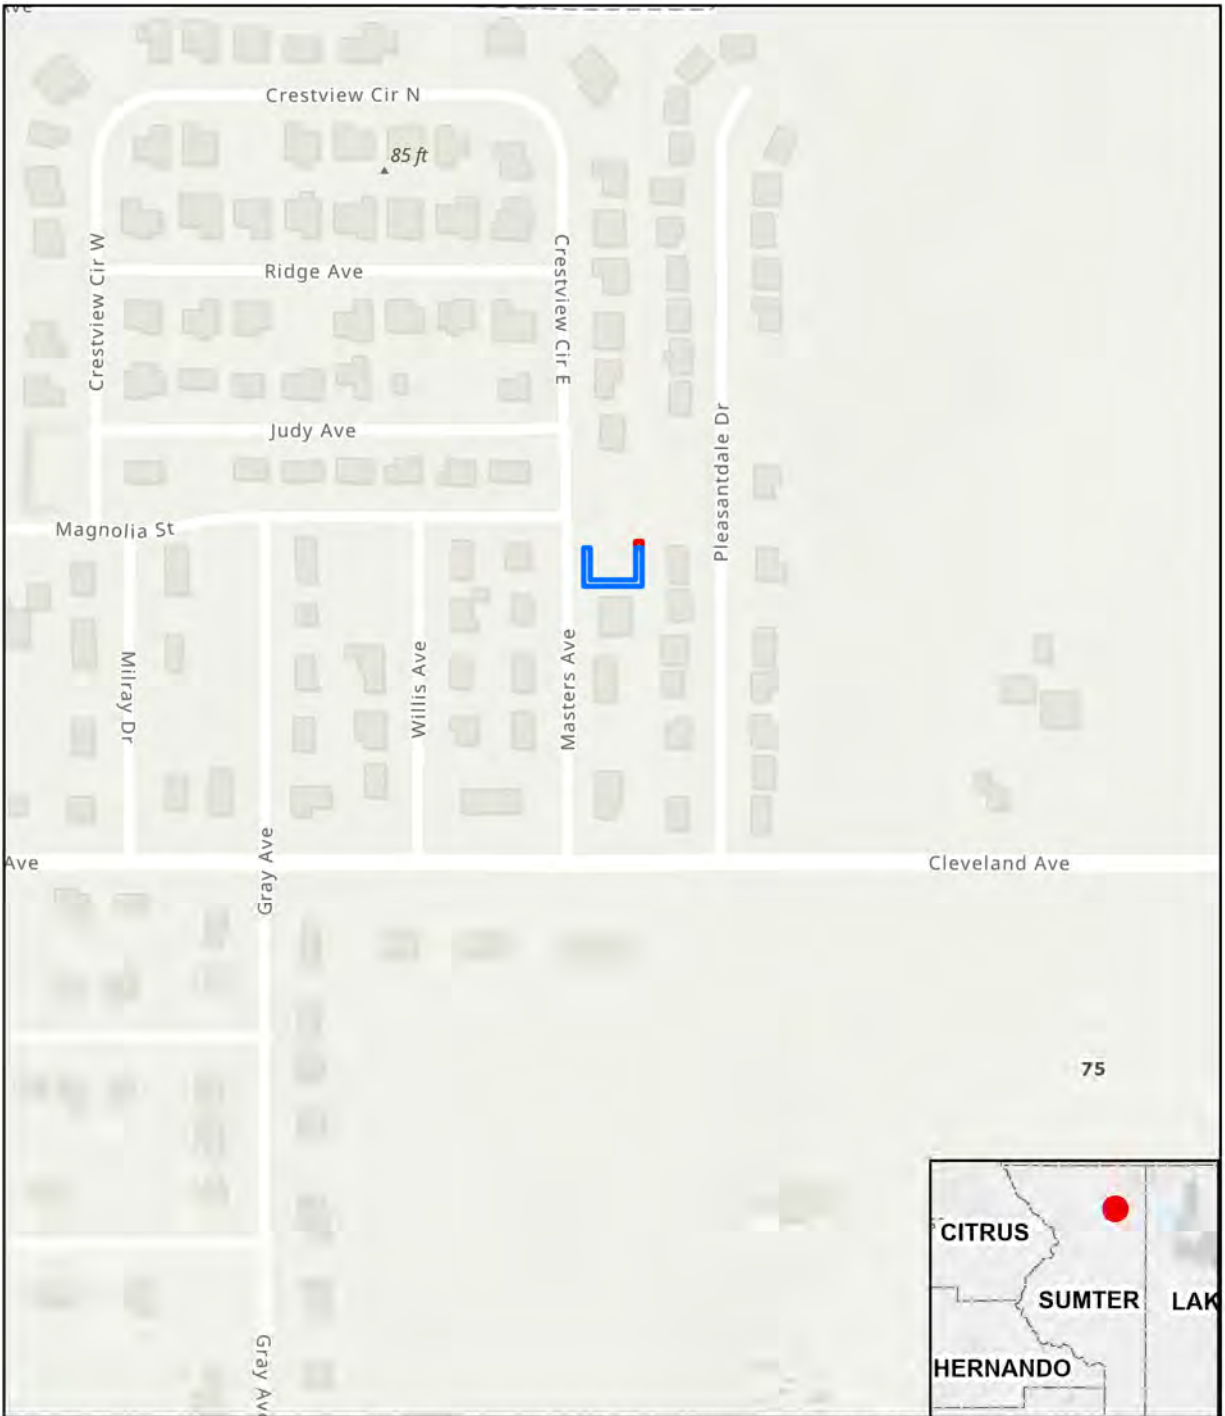 Crestview Cir N
85 ft
Crestview Cir W
Ridge Ave
Crestview Cir E
Judy Ave
Pleasantdale Dr
Magnolia St
Milray Dr
Willis Ave
Masters Ave
Gray Ave
Ave
Cleveland Ave
75
CITRUS
SUMTER
LAK
HERNANDO
Gray Av